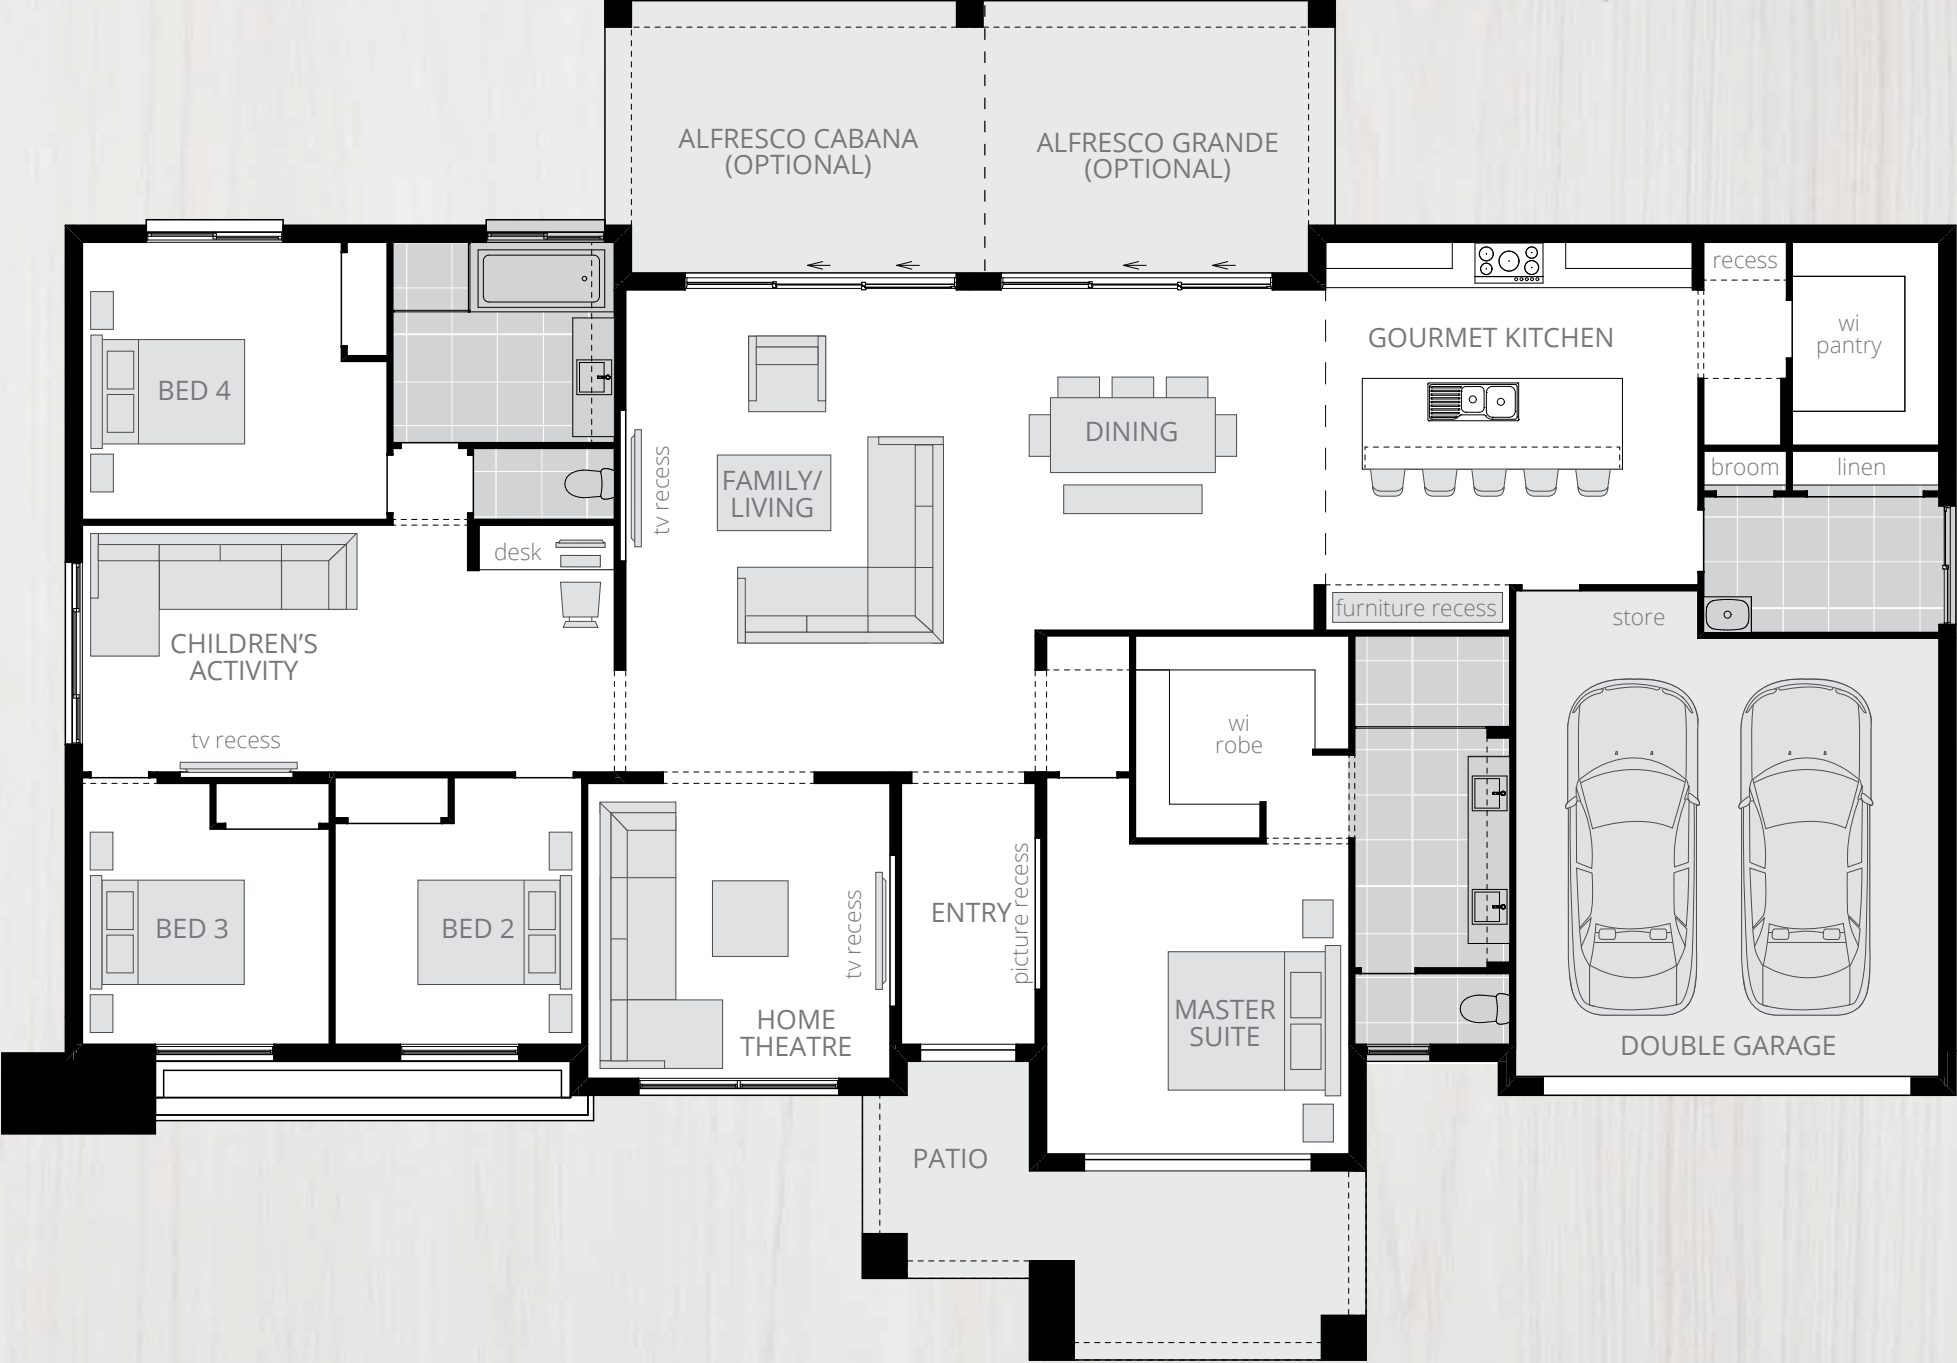 ALFRESCO CABANA
(OPTIONAL)
ALFRESCO GRANDE
(OPTIONAL)
recess
wi
pantry
GOURMET KITCHEN
BED 4
DINING
FAMILY/
LIVING
tv recess
broom
linen
desk
furniture recess
store
CHILDREN'S
ACTIVITY
tv recess
wi
robe
BED 3
BED 2
tv recess
HOME
THEATRE
ENTRY
picture recess
MASTER
SUITE
DOUBLE GARAGE
PATIO